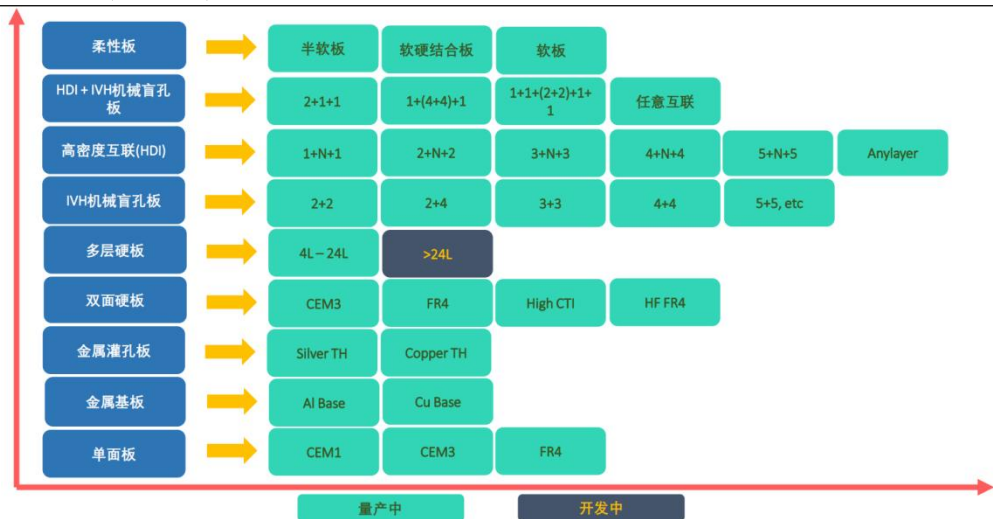 柔性板
半软板
软硬结合板
软板
HDI + IVH机械盲孔
板
2+1+1
1+(4+4)+1
1+1+(2+2)+1+
1
任意互联
高密度互联(HDI)
1+N+1
2+N+2
3+N+3
4+N+4
5+N+5
Anylayer
IVH机械盲孔板
2+2
2+4
3+3
4+4
5+5, etc
多层硬板
4L – 24L
>24L
双面硬板
CEM3
FR4
High CTI
HF FR4
金属灌孔板
Silver TH
Copper TH
金属基板
Al Base
Cu Base
单面板
CEM1
CEM3
FR4
量产中
开发中